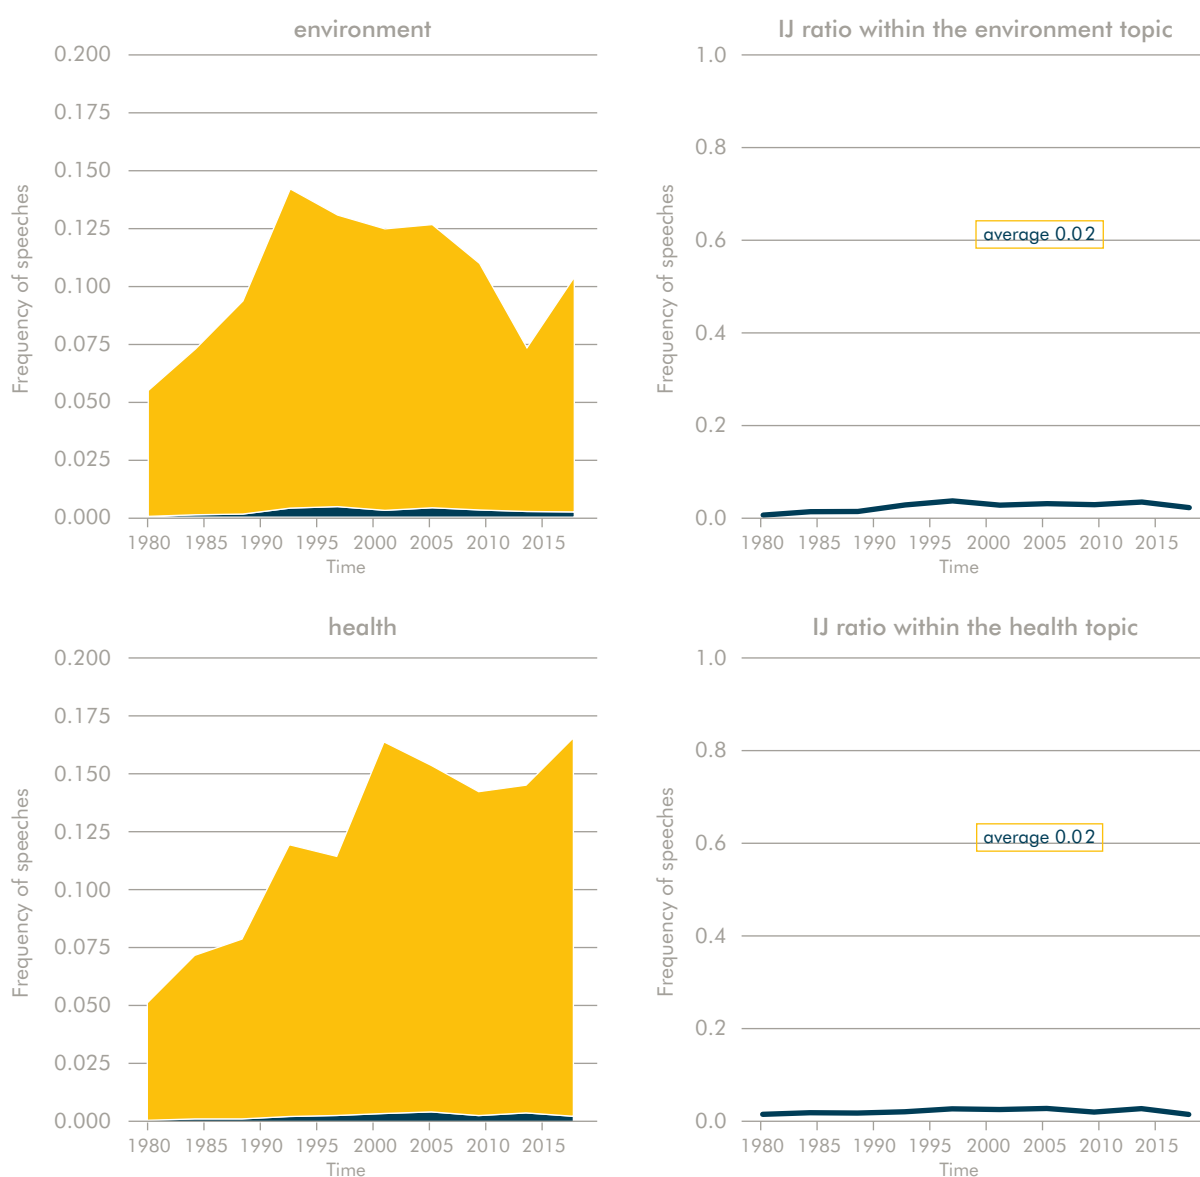 environment
0.200
0.175
0.150
0.125
0.100
0.075
0.050
0.025
0.000
Frequency of speeches
1980 1985 1990 1995 2000 2005 2010 2015
Time
IJ ratio within the environment topic
1.0
0.8
0.6
0.4
0.2
0.0
Frequency of speeches
average 0.02
1980 1985 1990 1995 2000 2005 2010 2015
Time
health
0.200
0.175
0.150
0.125
0.100
0.075
0.050
0.025
0.000
Frequency of speeches
1980 1985 1990 1995 2000 2005 2010 2015
Time
IJ ratio within the health topic
1.0
0.8
0.6
0.4
0.2
0.0
Frequency of speeches
average 0.02
1980 1985 1990 1995 2000 2005 2010 2015
Time